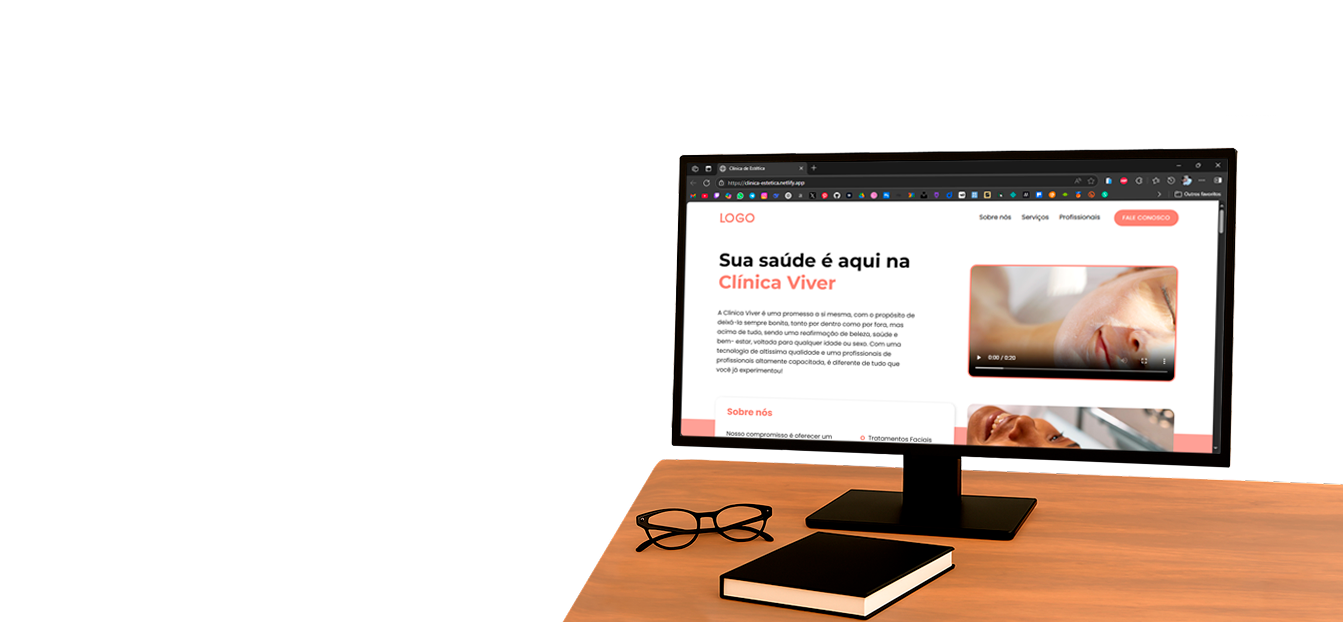 Clínica de Estética
https://clinica-estetica.netlify.app
Outros favoritos
LOGO
Sobre nós
Serviços
Profissionais
FALE CONOSCO
Sua saúde é aqui na
Clínica Viver
A Clínica Viver é uma promessa a si mesma, com o propósito de
deixá-la sempre bonita, tanto por dentro como por fora, mas
acima de tudo, sendo uma reafirmação de beleza, saúde e
bem- estar, voltada para qualquer idade ou sexo. Com uma
tecnologia de altíssima qualidade e uma profissionais de
profissionais altamente capacitada, é diferente de tudo que
você já experimentou!
0:00 / 0:20
Sobre nós
Nosso compromisso é oferecer um
Tratamentos Faciais